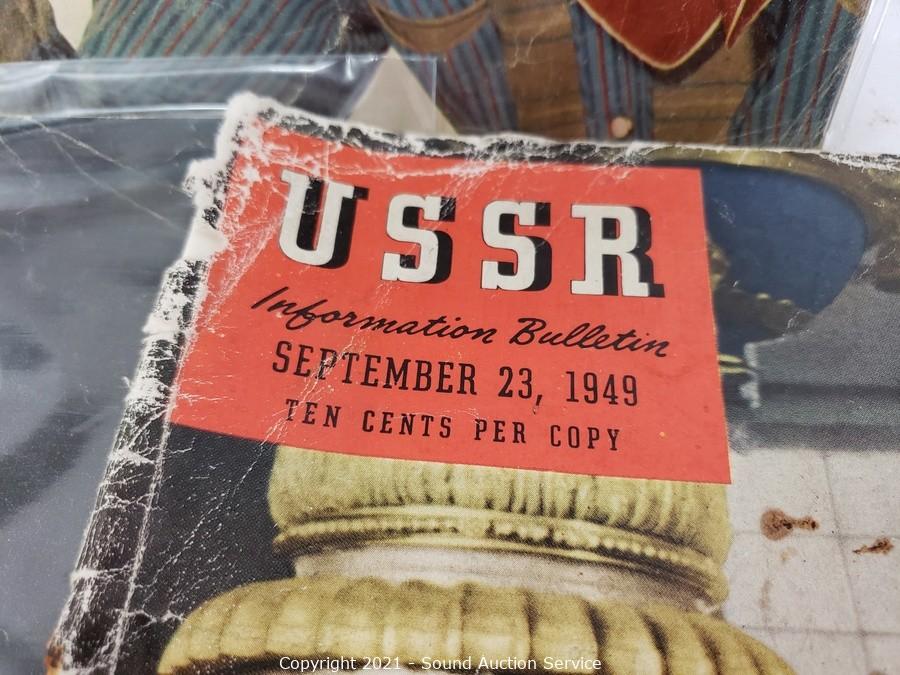 USSR
Information Bulletin
SEPTEMBER 23, 1949
TEN CENTS PER COPY
Copyright 2021 - Sound Auction Service